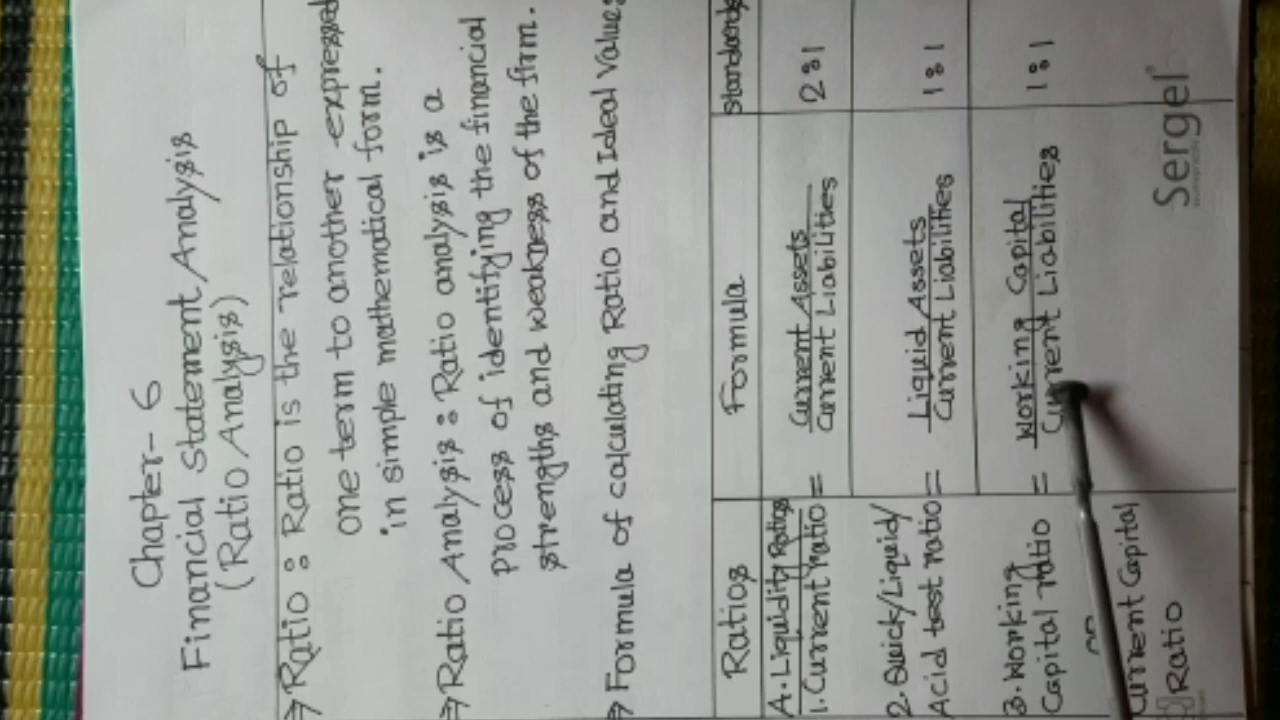 Chapter- 6
Financial Statement Analysis
(Ratio Analysis)
→ Ratio : Ratio is the relationship of
one term to another expressed
in simple mathematical form.
→ Ratio Analysis : Ratio analysis is a
process of identifying the financial
strengths and weakness of the firm.
→ Formula of calculating Ratio and Ideal Value:
Ratios Formula standards
A. Liquidity Ratios
1. Current ratio = Current Assets 2:1
Current Liabilities
2. Quick/Liquid/
Acid test ratio = Liquid Assets 1:1
Current Liabilities
3. Working
Capital ratio = Working Capital 1:1
Current Liabilities
or
Current Capital
Ratio
Sergel